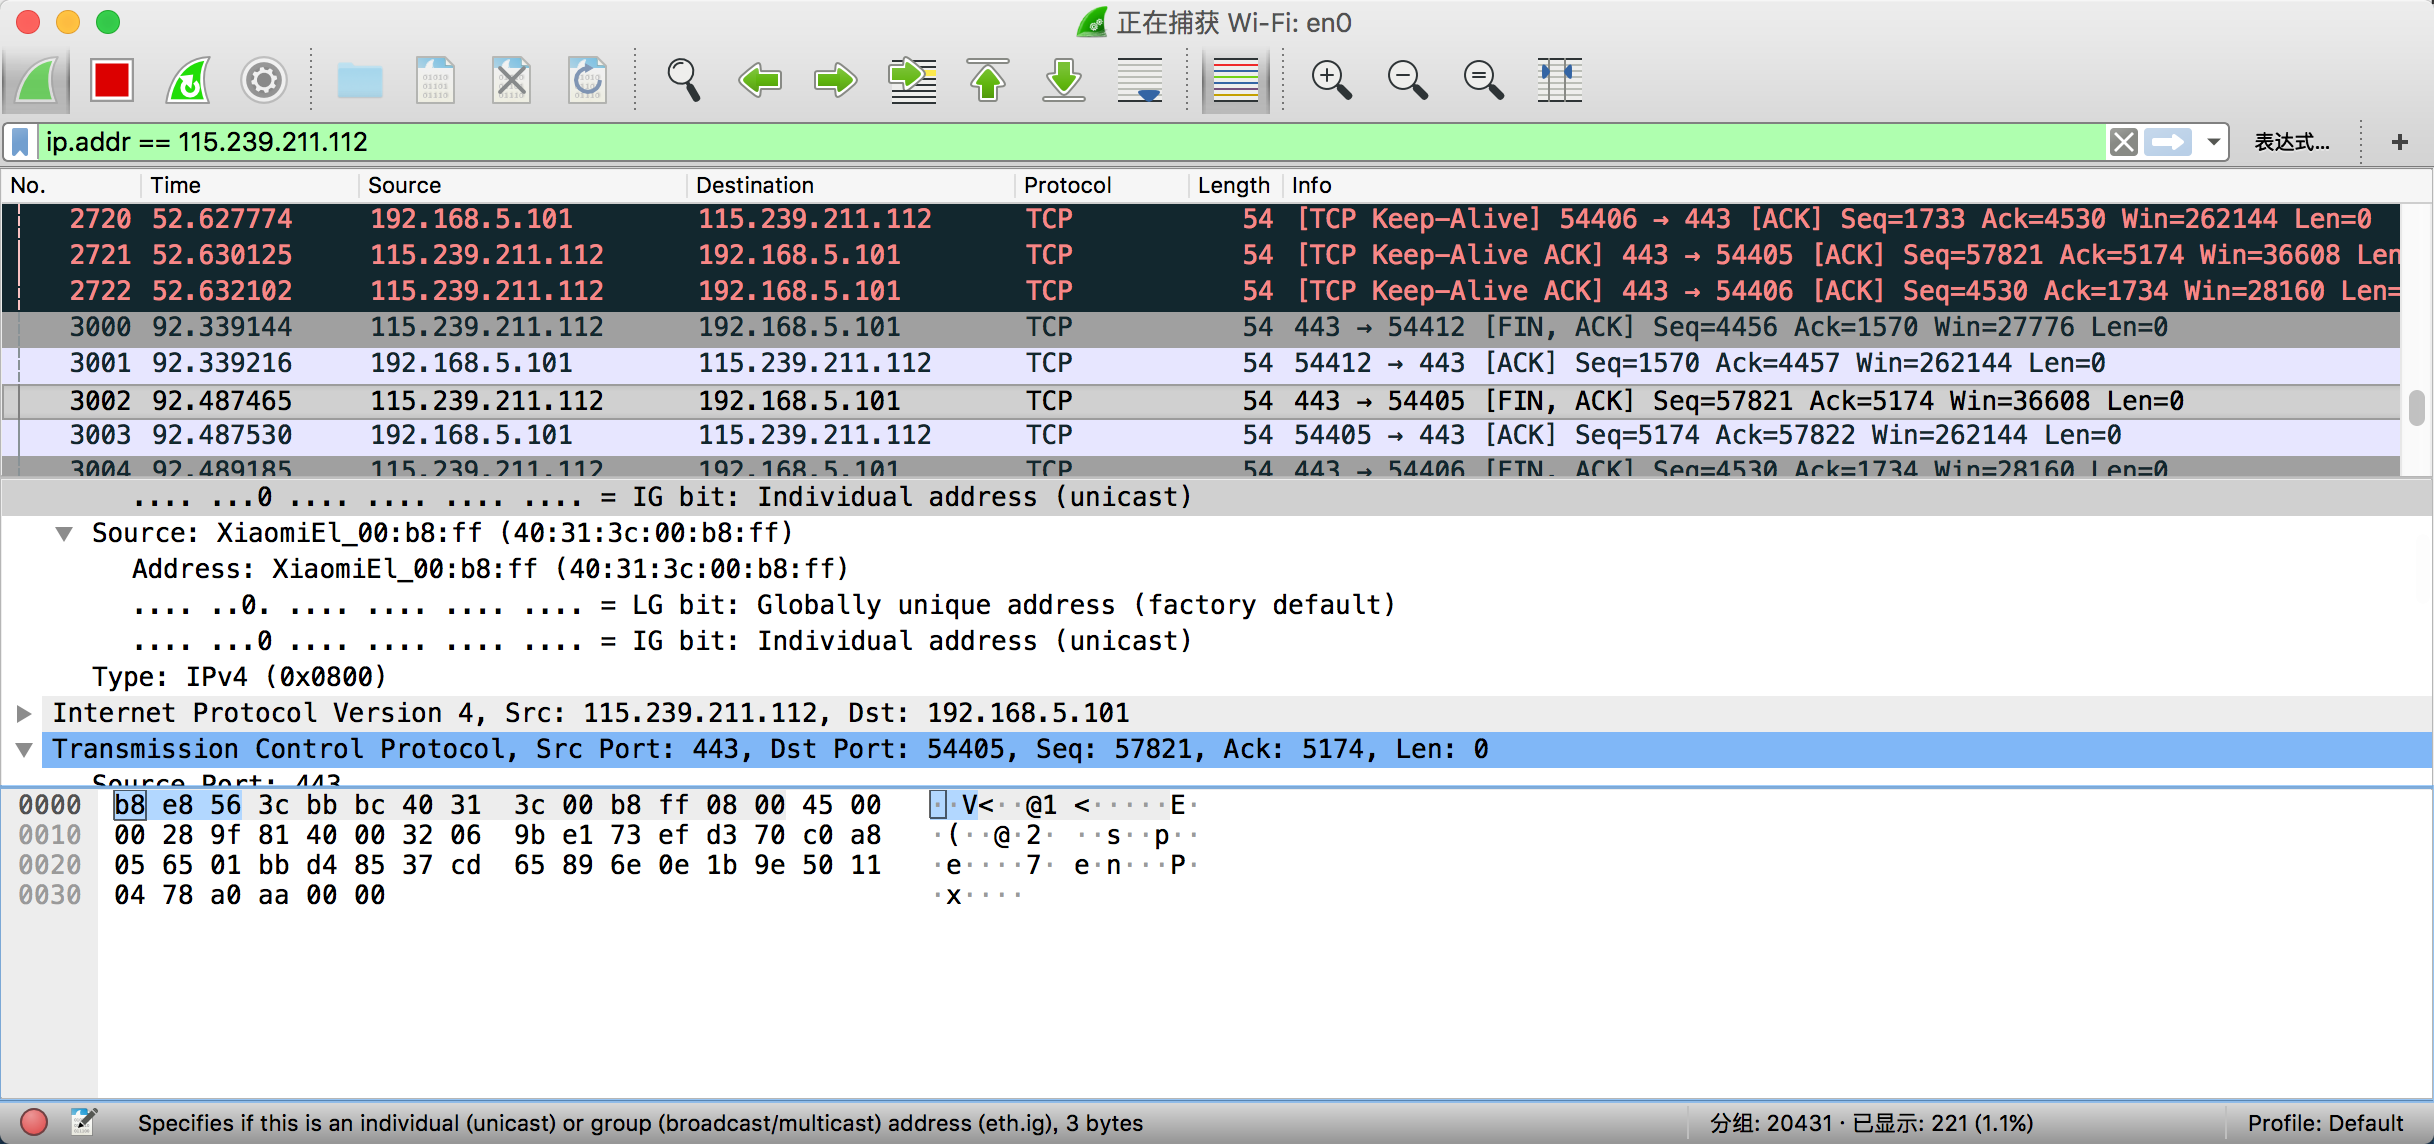 正在捕获 Wi-Fi: en0
ip.addr == 115.239.211.112
表达式...
+
No. Time Source Destination Protocol Length Info
2720 52.627774 192.168.5.101 115.239.211.112 TCP 54 [TCP Keep-Alive] 54406 → 443 [ACK] Seq=1733 Ack=4530 Win=262144 Len=0
2721 52.630125 115.239.211.112 192.168.5.101 TCP 54 [TCP Keep-Alive ACK] 443 → 54405 [ACK] Seq=57821 Ack=5174 Win=36608 Len
2722 52.632102 115.239.211.112 192.168.5.101 TCP 54 [TCP Keep-Alive ACK] 443 → 54406 [ACK] Seq=4530 Ack=1734 Win=28160 Len=
3000 92.339144 115.239.211.112 192.168.5.101 TCP 54 443 → 54412 [FIN, ACK] Seq=4456 Ack=1570 Win=27776 Len=0
3001 92.339216 192.168.5.101 115.239.211.112 TCP 54 54412 → 443 [ACK] Seq=1570 Ack=4457 Win=262144 Len=0
3002 92.487465 115.239.211.112 192.168.5.101 TCP 54 443 → 54405 [FIN, ACK] Seq=57821 Ack=5174 Win=36608 Len=0
3003 92.487530 192.168.5.101 115.239.211.112 TCP 54 54405 → 443 [ACK] Seq=5174 Ack=57822 Win=262144 Len=0
3004 92.489185 115.239.211.112 192.168.5.101 TCP 54 443 → 54406 [FIN, ACK] Seq=4530 Ack=1734 Win=28160 Len=0
.... ...0 .... .... .... .... = IG bit: Individual address (unicast)
Source: XiaomiEl_00:b8:ff (40:31:3c:00:b8:ff)
Address: XiaomiEl_00:b8:ff (40:31:3c:00:b8:ff)
.... ..0. .... .... .... .... = LG bit: Globally unique address (factory default)
.... ...0 .... .... .... .... = IG bit: Individual address (unicast)
Type: IPv4 (0x0800)
Internet Protocol Version 4, Src: 115.239.211.112, Dst: 192.168.5.101
Transmission Control Protocol, Src Port: 443, Dst Port: 54405, Seq: 57821, Ack: 5174, Len: 0
Source Port: 443
0000 b8 e8 56 3c bb bc 40 31 3c 00 b8 ff 08 00 45 00 ··V<··@1 <·····E·
0010 00 28 9f 81 40 00 32 06 9b e1 73 ef d3 70 c0 a8 ·(··@·2· ··s··p··
0020 05 65 01 bb d4 85 37 cd 65 89 6e 0e 1b 9e 50 11 ·e····7· e·n···P·
0030 04 78 a0 aa 00 00 ·x····
Specifies if this is an individual (unicast) or group (broadcast/multicast) address (eth.ig), 3 bytes
分组: 20431 · 已显示: 221 (1.1%)
Profile: Default